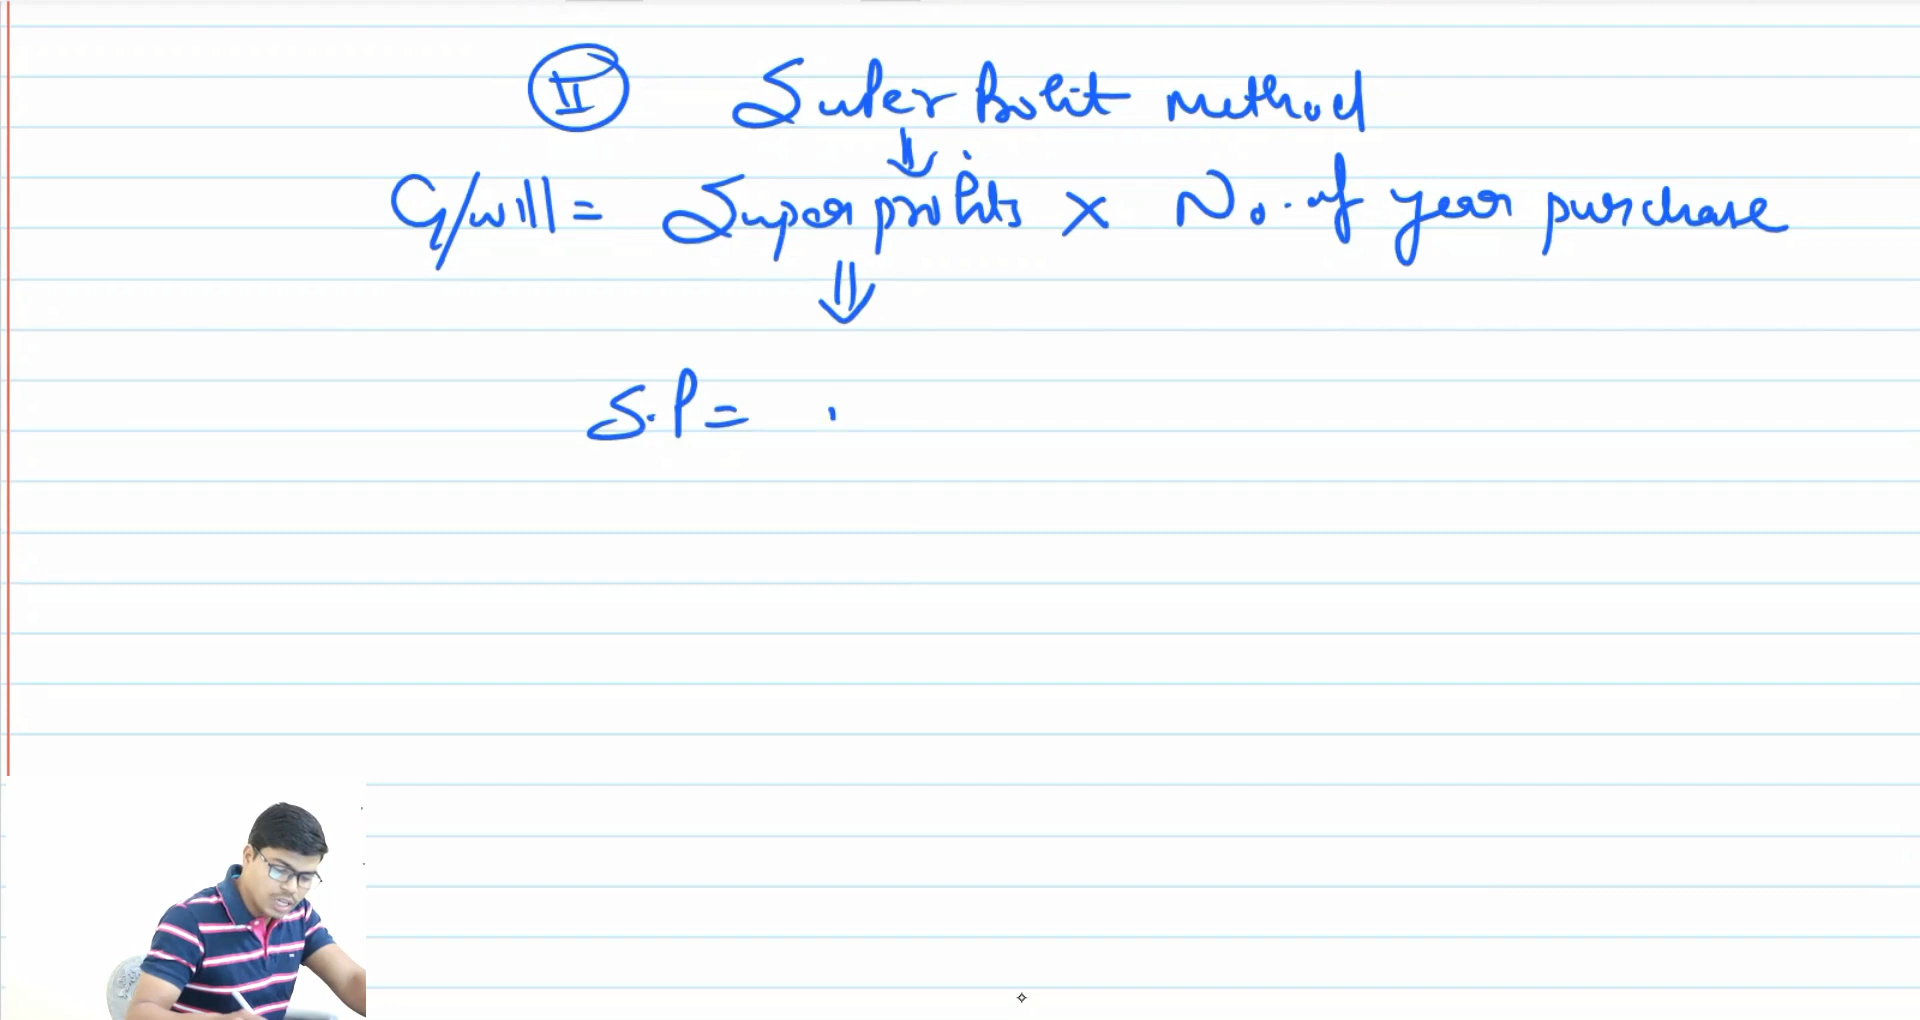 II Super Profit method
G/will = Super profits × No. of year purchase
S.P =